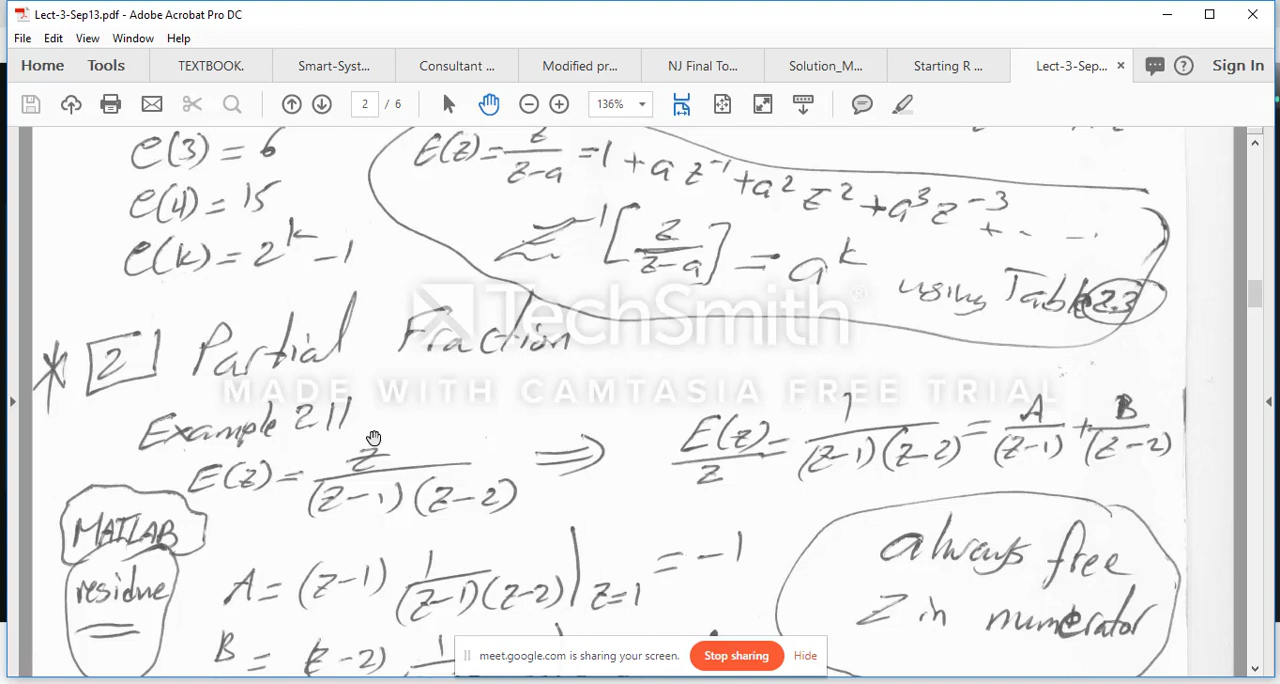 Lect-3-Sep13.pdf - Adobe Acrobat Pro DC
File Edit View Window Help
Home Tools TEXTBOOK. Smart-Syst... Consultant ... Modified pr... NJ Final To... Solution_M... Starting R ... Lect-3-Sep... × Sign In
2 / 6 136%
e(3) = 6
e(4) = 15
e(k) = 2^k - 1
E(z) = z/(z-a) = 1 + a z^-1 + a^2 z^2 + a^3 z^-3 + ...
Z^-1 [z/(z-a)] = a^k using Table 2.3
TechSmith®
MADE WITH CAMTASIA FREE TRIAL
* 2 Partial Fraction
Example 2 11
E(z) = z/((z-1)(z-2)) ⇒ E(z)/z = 1/((z-1)(z-2)) = A/(z-1) + B/(z-2)
MATLAB
residue
A = (z-1) 1/((z-1)(z-2)) | z=1 = -1
always free
z in numerator
B = (z-2)
meet.google.com is sharing your screen. Stop sharing Hide